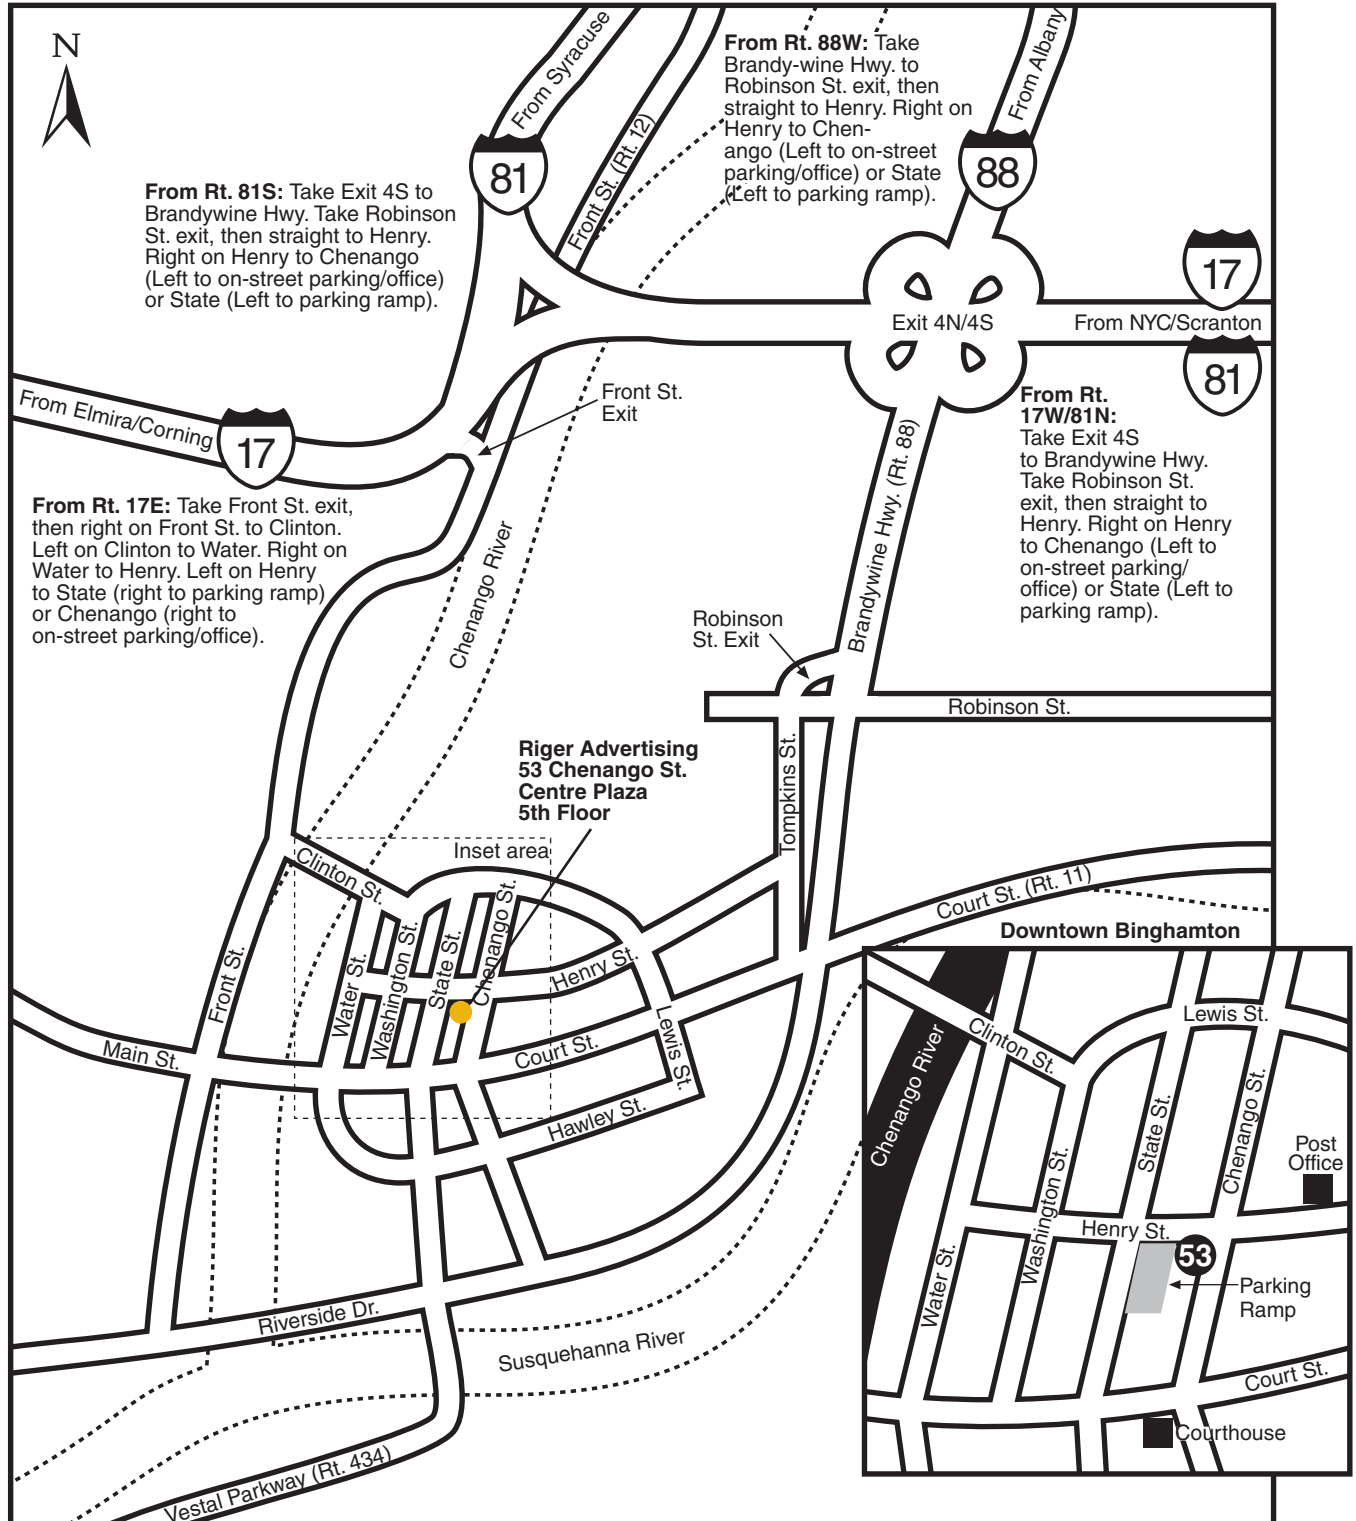 N
From Syracuse
81
Front St. (Rt. 12)
From Rt. 88W: Take
Brandy-wine Hwy. to
Robinson St. exit, then
straight to Henry. Right on
Henry to Chen-
ango (Left to on-street
parking/office) or State
(Left to parking ramp).
From Albany
88
From Rt. 81S: Take Exit 4S to
Brandywine Hwy. Take Robinson
St. exit, then straight to Henry.
Right on Henry to Chenango
(Left to on-street parking/office)
or State (Left to parking ramp).
17
Exit 4N/4S
From NYC/Scranton
81
From Elmira/Corning
17
Front St.
Exit
From Rt.
17W/81N:
Take Exit 4S
to Brandywine Hwy.
Take Robinson St.
exit, then straight to
Henry. Right on Henry
to Chenango (Left to
on-street parking/
office) or State (Left to
parking ramp).
From Rt. 17E: Take Front St. exit,
then right on Front St. to Clinton.
Left on Clinton to Water. Right on
Water to Henry. Left on Henry
to State (right to parking ramp)
or Chenango (right to
on-street parking/office).
Chenango River
Brandywine Hwy. (Rt. 88)
Robinson
St. Exit
Robinson St.
Tompkins St.
Riger Advertising
53 Chenango St.
Centre Plaza
5th Floor
Inset area
Clinton St.
Court St. (Rt. 11)
Front St.
Water St.
Washington St.
State St.
Chenango St.
Henry St.
Main St.
Court St.
Lewis St.
Hawley St.
Riverside Dr.
Susquehanna River
Vestal Parkway (Rt. 434)
Downtown Binghamton
Chenango River
Clinton St.
Lewis St.
State St.
Chenango St.
Washington St.
Post
Office
Henry St.
53
Water St.
Parking
Ramp
Court St.
Courthouse